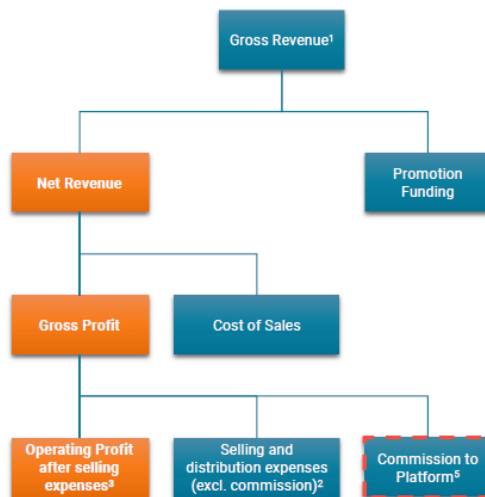 Gross Revenue¹
Net Revenue
Promotion
Funding
Gross Profit
Cost of Sales
Operating Profit
after selling
expenses³
Selling and
distribution expenses
(excl. commission)²
Commission to
Platform⁵